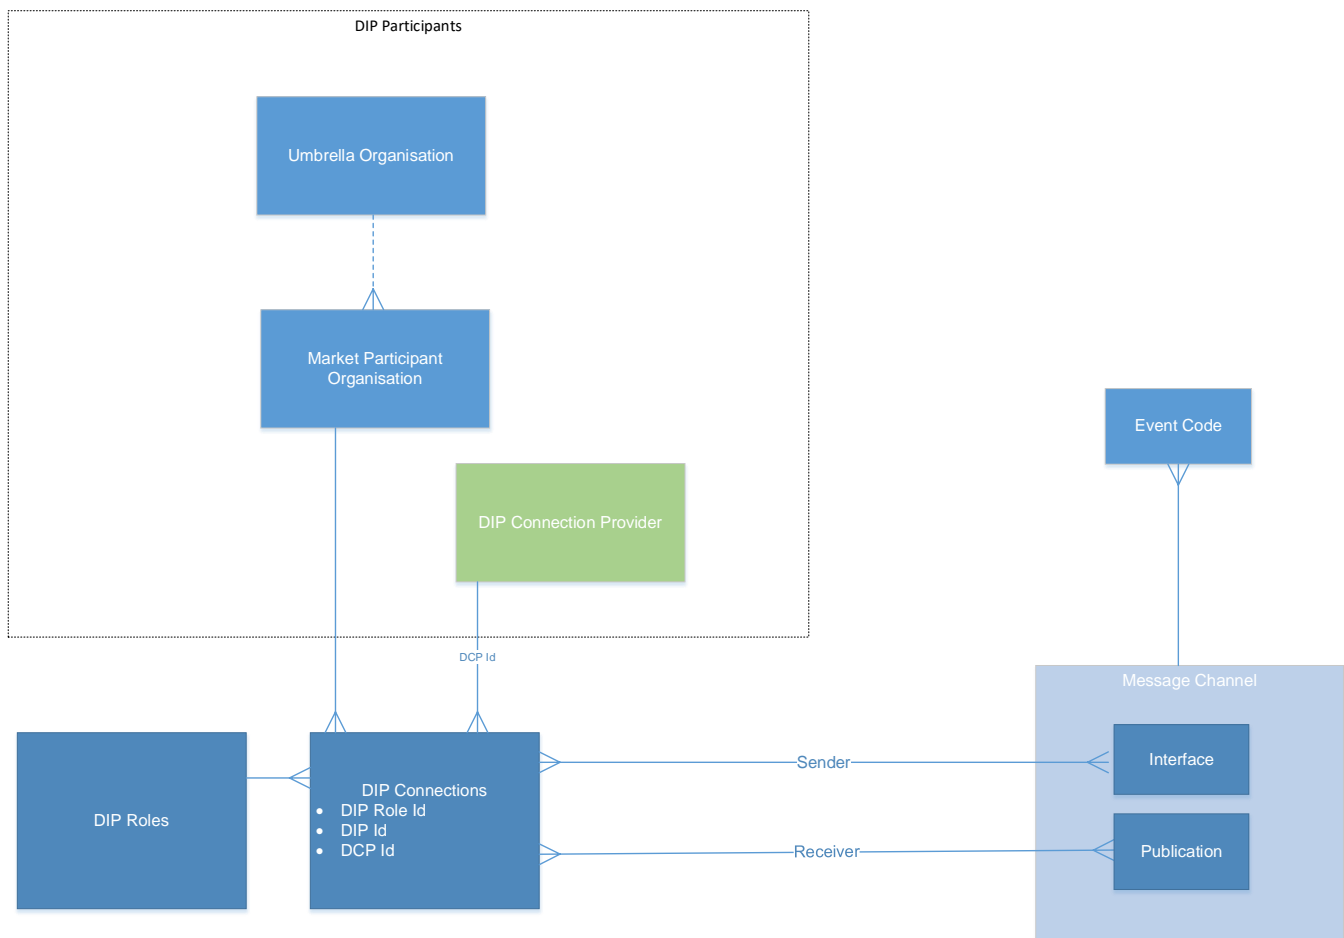 DIP Participants
Umbrella Organisation
Market Participant
Organisation
Event Code
DIP Connection Provider
DCP Id
Message Channel
Interface
Sender
DIP Connections
• DIP Role Id
• DIP Id
• DCP Id
DIP Roles
Receiver
Publication